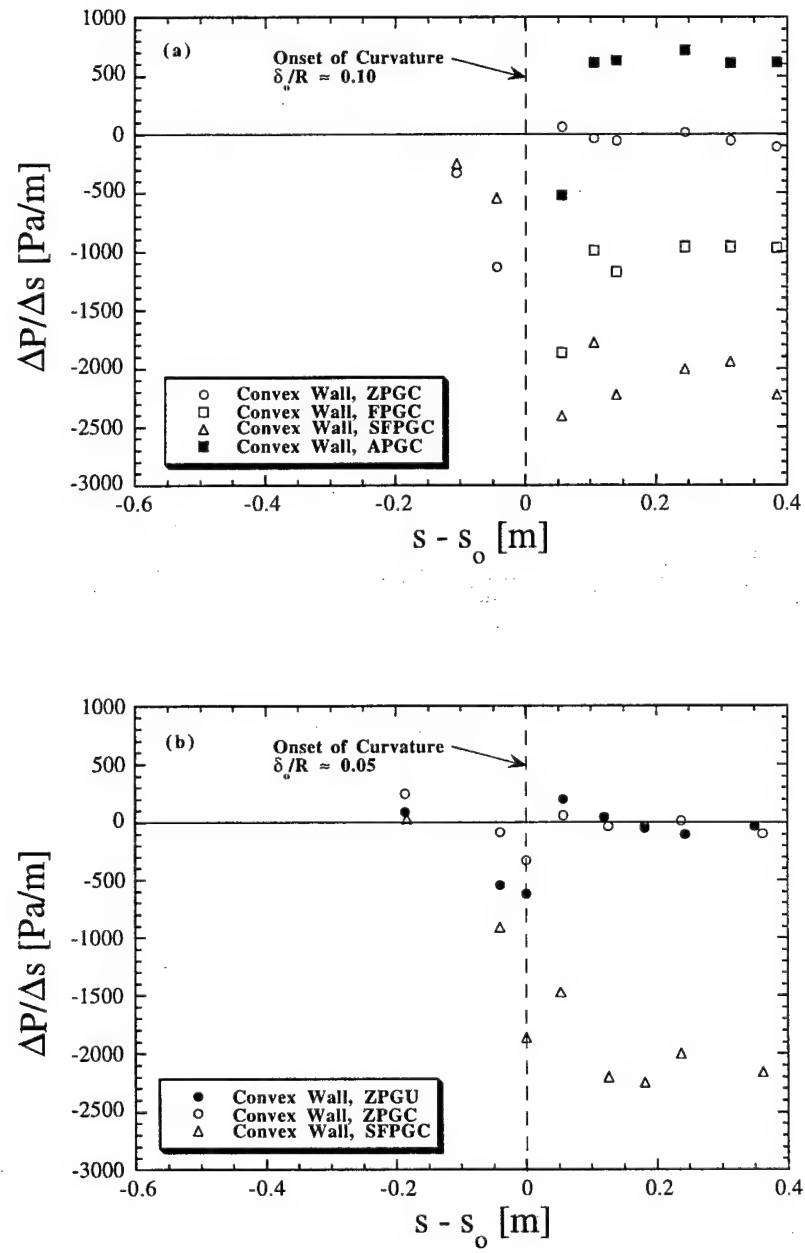 (a)
Onset of Curvature
δₒ/R ≈ 0.10
1000
500
0
-500
-1000
-1500
-2000
-2500
-3000
ΔP/Δs [Pa/m]
Convex Wall, ZPGC
Convex Wall, FPGC
Convex Wall, SFPGC
Convex Wall, APGC
-0.6 -0.4 -0.2 0 0.2 0.4
s - sₒ [m]
(b)
Onset of Curvature
δₒ/R ≈ 0.05
1000
500
0
-500
-1000
-1500
-2000
-2500
-3000
ΔP/Δs [Pa/m]
Convex Wall, ZPGU
Convex Wall, ZPGC
Convex Wall, SFPGC
-0.6 -0.4 -0.2 0 0.2 0.4
s - sₒ [m]